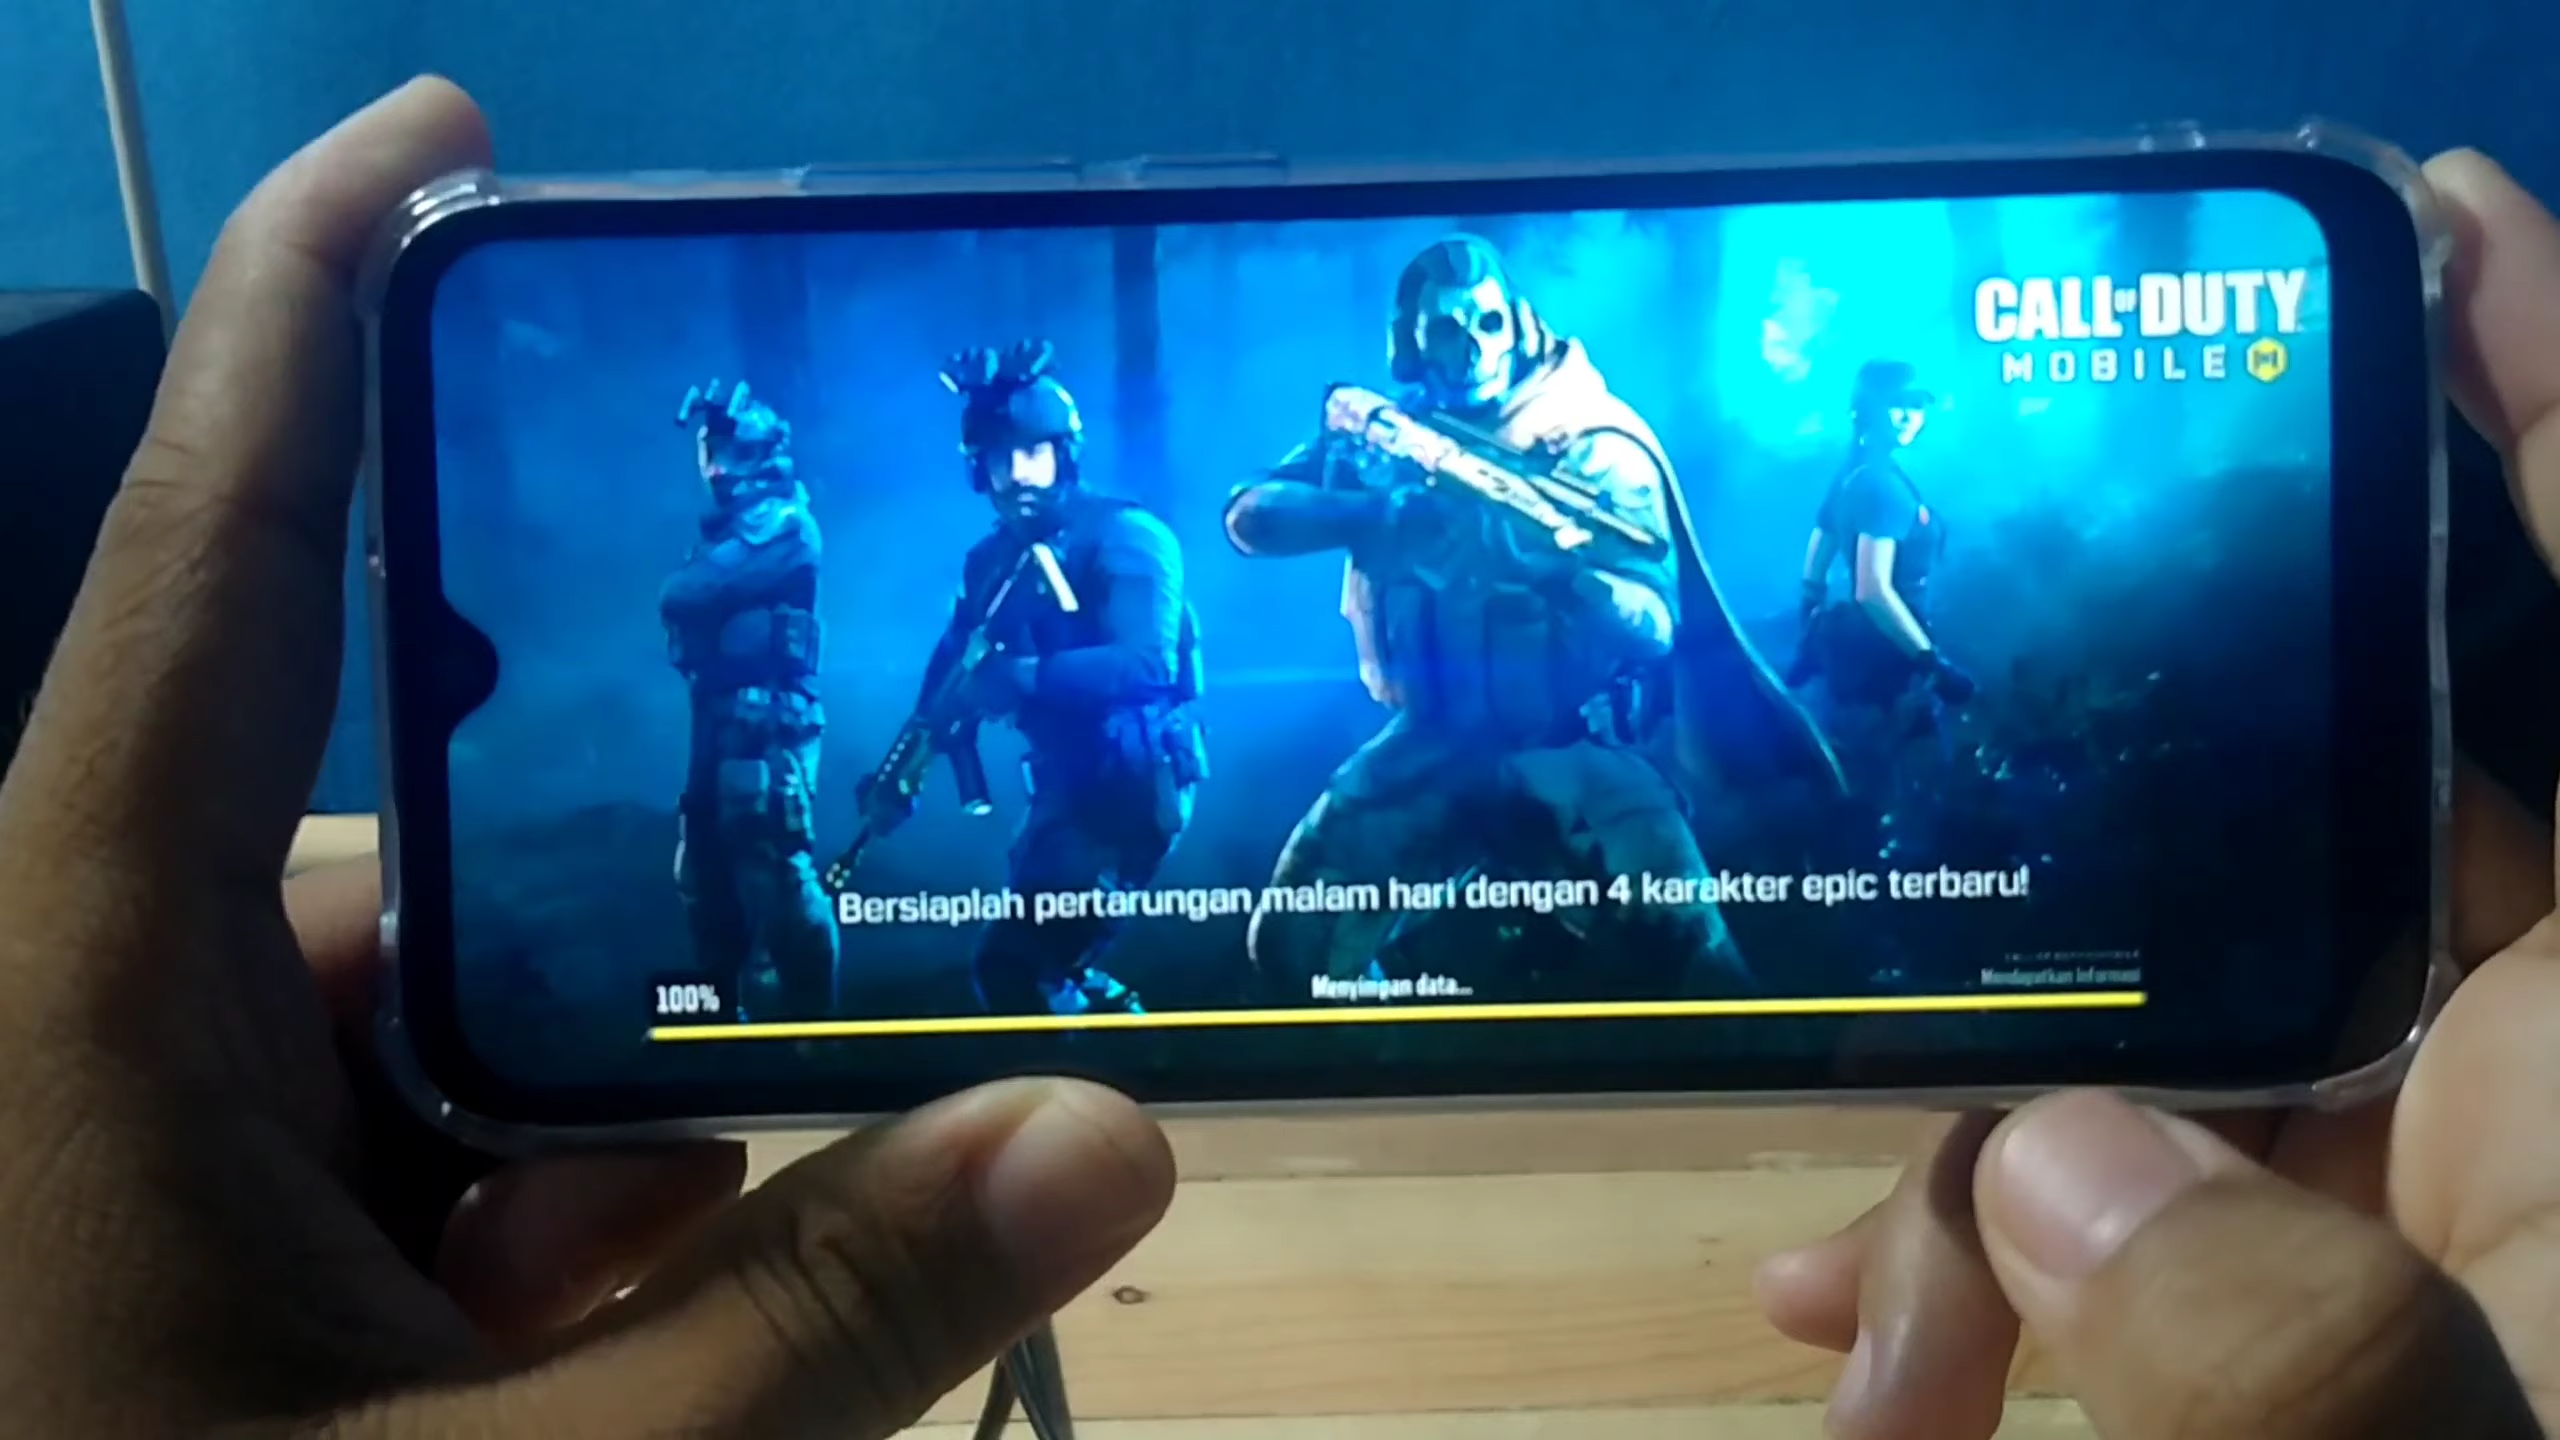 CALL OF DUTY
MOBILE
Bersiaplah pertarungan malam hari dengan 4 karakter epic terbaru!
100%
Menyimpan data...
Mendapatkan Informasi